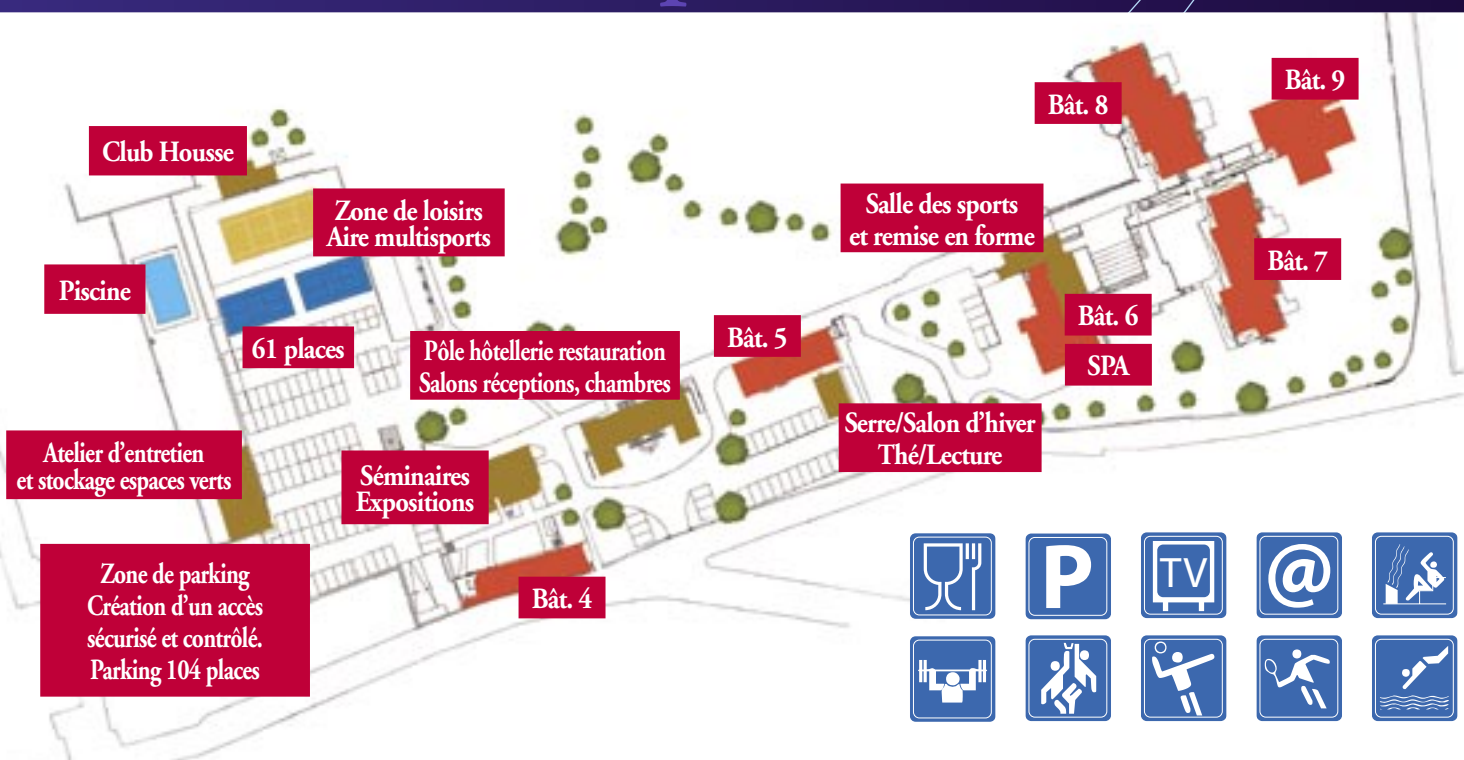 Bât. 8
Bât. 9
Club Housse
Zone de loisirs
Aire multisports
Salle des sports
et remise en forme
Bât. 7
Piscine
61 places
Pôle hôtellerie restauration
Salons réceptions, chambres
Bât. 5
Bât. 6
SPA
Serre/Salon d'hiver
Thé/Lecture
Atelier d'entretien
et stockage espaces verts
Séminaires
Expositions
Zone de parking
Création d'un accès
sécurisé et contrôlé.
Parking 104 places
Bât. 4
P
TV
@